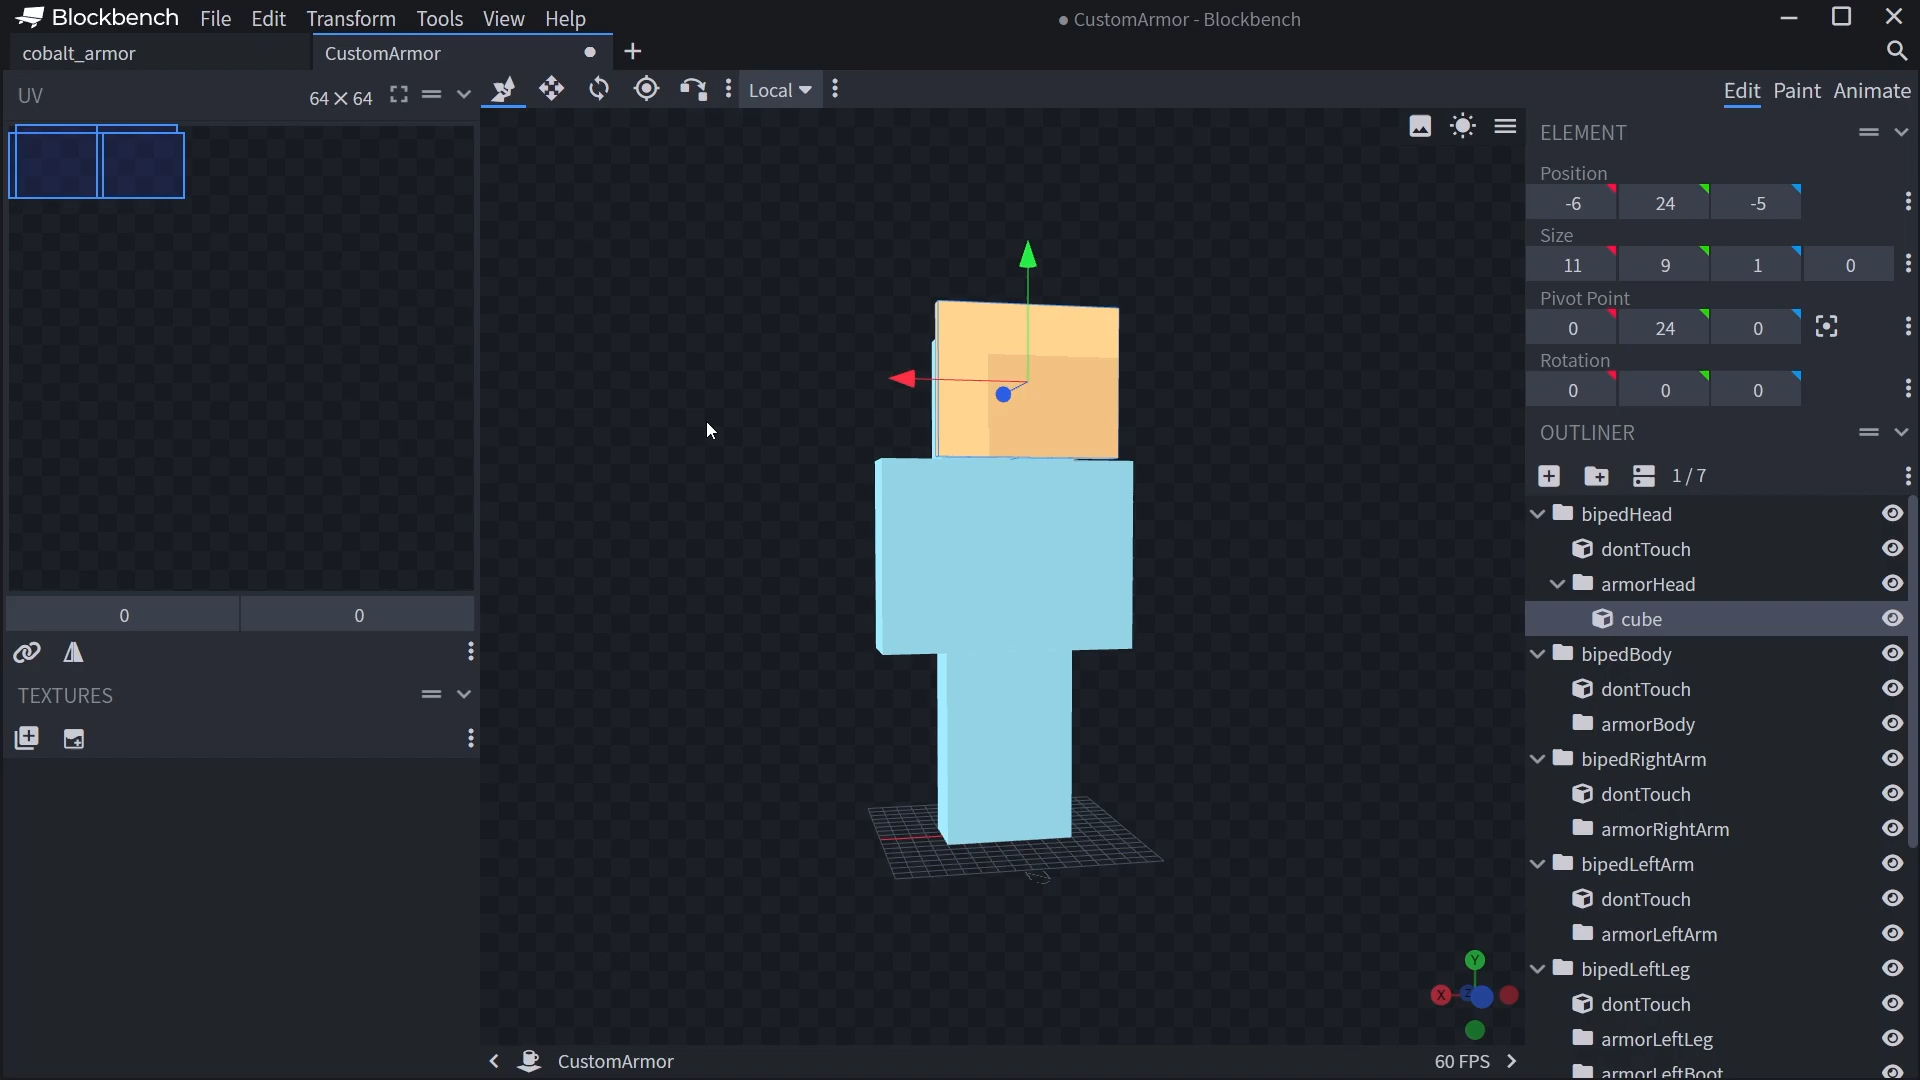 Blockbench File Edit Transform Tools View Help
● CustomArmor - Blockbench
cobalt_armor
CustomArmor
UV
64 × 64
Local
Edit Paint Animate
ELEMENT
Position
-6 24 -5
Size
11 9 1 0
Pivot Point
0 24 0
Rotation
0 0 0
OUTLINER
1 / 7
bipedHead
dontTouch
armorHead
cube
bipedBody
dontTouch
armorBody
bipedRightArm
dontTouch
armorRightArm
bipedLeftArm
dontTouch
armorLeftArm
bipedLeftLeg
dontTouch
armorLeftLeg
armorLeftBoot
0 0
TEXTURES
Y
X Z
CustomArmor
60 FPS